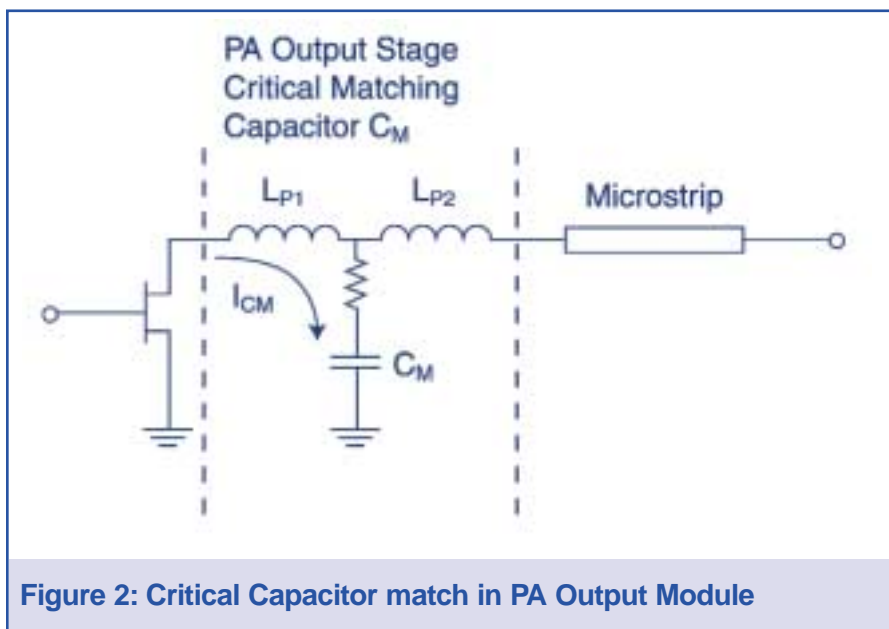 PA Output Stage
Critical Matching
Capacitor CM
LP1
LP2
Microstrip
ICM
CM
Figure 2: Critical Capacitor match in PA Output Module